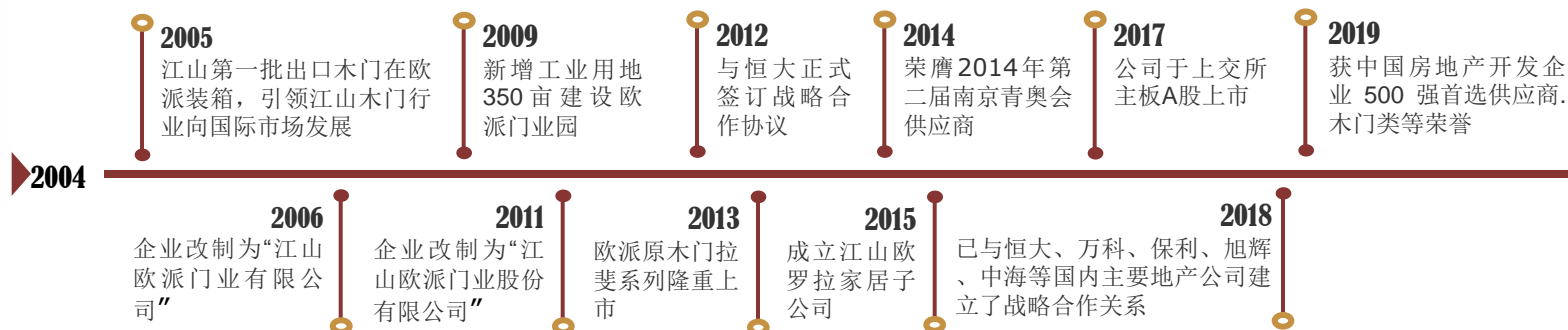 2005
江山第一批出口木门在欧
派装箱，引领江山木门行
业向国际市场发展
2009
新增工业用地
350亩建设欧
派门业园
2012
与恒大正式
签订战略合
作协议
2014
荣膺2014年第
二届南京青奥会
供应商
2017
公司于上交所
主板A股上市
2019
获中国房地产开发企
业 500 强首选供应商.
木门类等荣誉
2004
2006
企业改制为“江山
欧派门业有限公
司”
2011
企业改制为“江
山欧派门业股份
有限公司”
2013
欧派原木门拉
斐系列隆重上
市
2015
成立江山欧
罗拉家居子
公司
2018
已与恒大、万科、保利、旭辉
、中海等国内主要地产公司建
立了战略合作关系